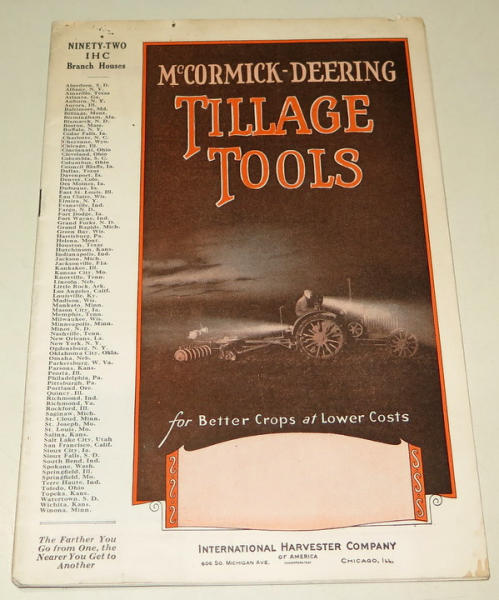 NINETY-TWO
IHC
Branch Houses
Aberdeen, S. D.
Albany, N. Y.
Amarillo, Texas
Atlanta, Ga.
Auburn, N. Y.
Aurora, Ill.
Baltimore, Md.
Billings, Mont.
Birmingham, Ala.
Bismarck, N. D.
Boston, Mass.
Buffalo, N. Y.
Cedar Falls, Ia.
Charlotte, N. C.
Cheyenne, Wyo.
Chicago, Ill.
Cincinnati, Ohio
Cleveland, Ohio
Columbia, S. C.
Columbus, Ohio
Council Bluffs, Ia.
Dallas, Texas
Davenport, Ia.
Denver, Colo.
Des Moines, Ia.
Dubuque, Ia.
East St. Louis, Ill.
Eau Claire, Wis.
Elmira, N. Y.
Evansville, Ind.
Fargo, N. D.
Fort Dodge, Ia.
Fort Wayne, Ind.
Grand Forks, N. D.
Grand Rapids, Mich.
Green Bay, Wis.
Harrisburg, Pa.
Helena, Mont.
Houston, Texas
Hutchinson, Kans.
Indianapolis, Ind.
Jackson, Mich.
Jacksonville, Fla.
Kankakee, Ill.
Kansas City, Mo.
Knoxville, Tenn.
Lincoln, Neb.
Little Rock, Ark.
Los Angeles, Calif.
Louisville, Ky.
Madison, Wis.
Mankato, Minn.
Mason City, Ia.
Memphis, Tenn.
Milwaukee, Wis.
Minneapolis, Minn.
Minot, N. D.
Nashville, Tenn.
New Orleans, La.
New York, N. Y.
Ogdensburg, N. Y.
Oklahoma City, Okla.
Omaha, Neb.
Parkersburg, W. Va.
Parsons, Kans.
Peoria, Ill.
Philadelphia, Pa.
Pittsburgh, Pa.
Portland, Ore.
Quincy, Ill.
Richmond, Ind.
Richmond, Va.
Rockford, Ill.
Saginaw, Mich.
St. Cloud, Minn.
St. Joseph, Mo.
St. Louis, Mo.
Salina, Kans.
Salt Lake City, Utah
San Francisco, Calif.
Sioux City, Ia.
Sioux Falls, S. D.
South Bend, Ind.
Spokane, Wash.
Springfield, Ill.
Springfield, Mo.
Terre Haute, Ind.
Toledo, Ohio
Topeka, Kans.
Watertown, S. D.
Wichita, Kans.
Winona, Minn.
The Farther You
Go from One, the
Nearer You Get to
Another
McCORMICK-DEERING
TILLAGE
TOOLS
for Better Crops at Lower Costs
INTERNATIONAL HARVESTER COMPANY
OF AMERICA
INCORPORATED
606 SO. MICHIGAN AVE. CHICAGO, ILL.